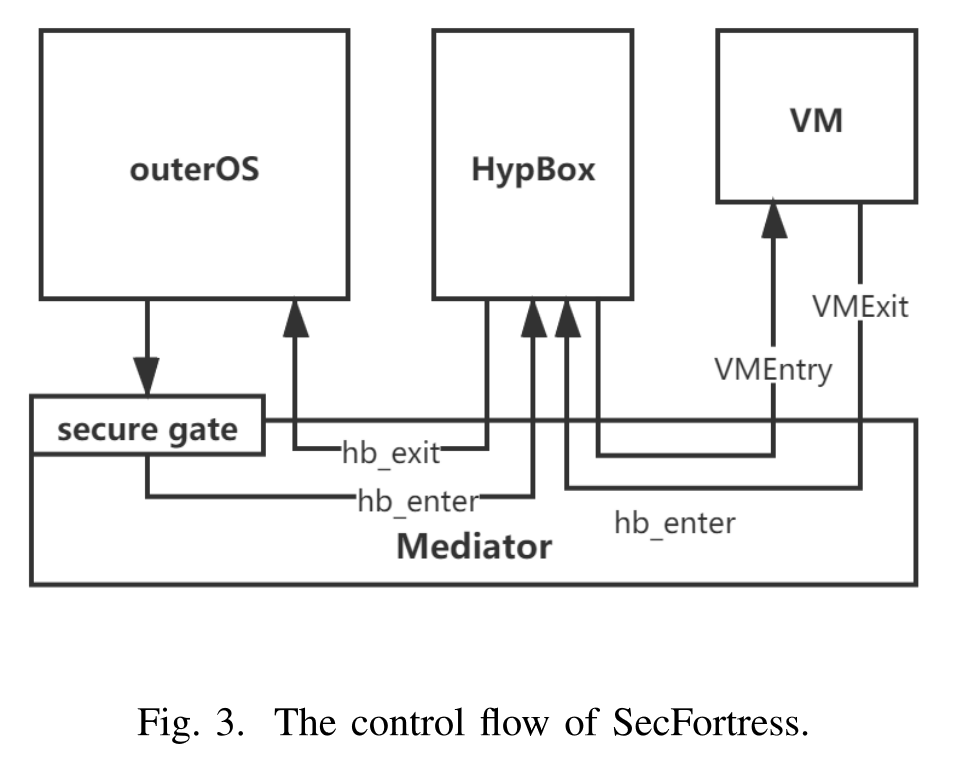 outerOS
HypBox
VM
VMExit
VMEntry
secure gate
hb_exit
hb_enter
hb_enter
Mediator
Fig. 3. The control flow of SecFortress.